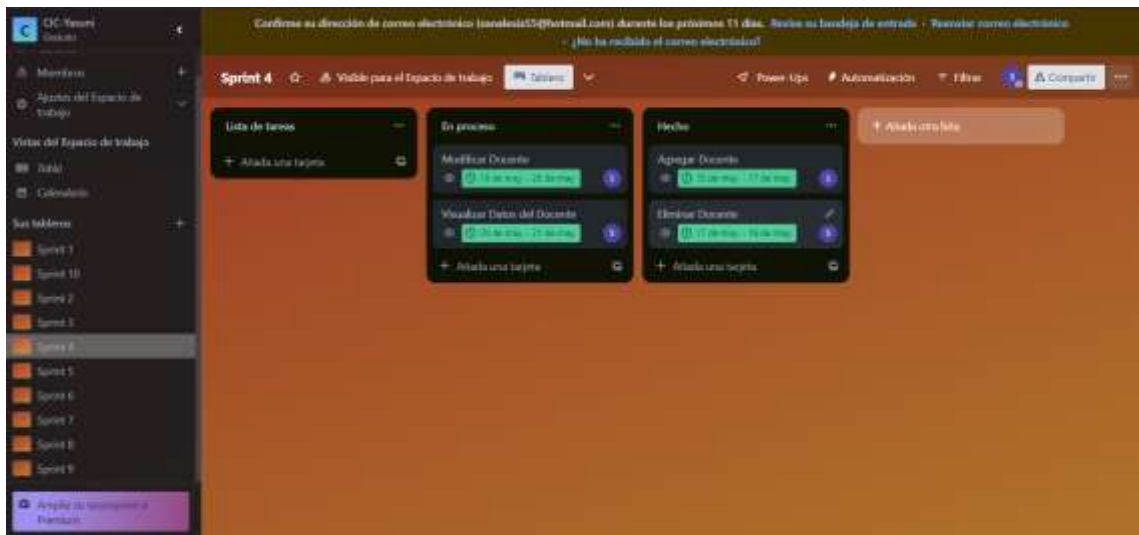 CIC-Yasuni
Gratuito
Miembros
Ajustes del Espacio de
trabajo
Vistas del Espacio de trabajo
Tabla
Calendario
Sus tableros
Sprint 1
Sprint 10
Sprint 2
Sprint 3
Sprint 4
Sprint 5
Sprint 6
Sprint 7
Sprint 8
Sprint 9
Premium
Confirme su dirección de correo electrónico durante los próximos 11 días. Revise su bandeja de entrada - Reenviar correo electrónico
- ¿No ha recibido el correo electrónico?
Sprint 4 Visible para el Espacio de trabajo Tablero Power-Ups Automatización Filtrar Compartir
Lista de tareas
Añada una tarjeta
En proceso
Modificar Docente
Visualizar Datos del Docente
Añada una tarjeta
Hecho
Agregar Docente
Eliminar Docente
Añada una tarjeta
Añada otra lista